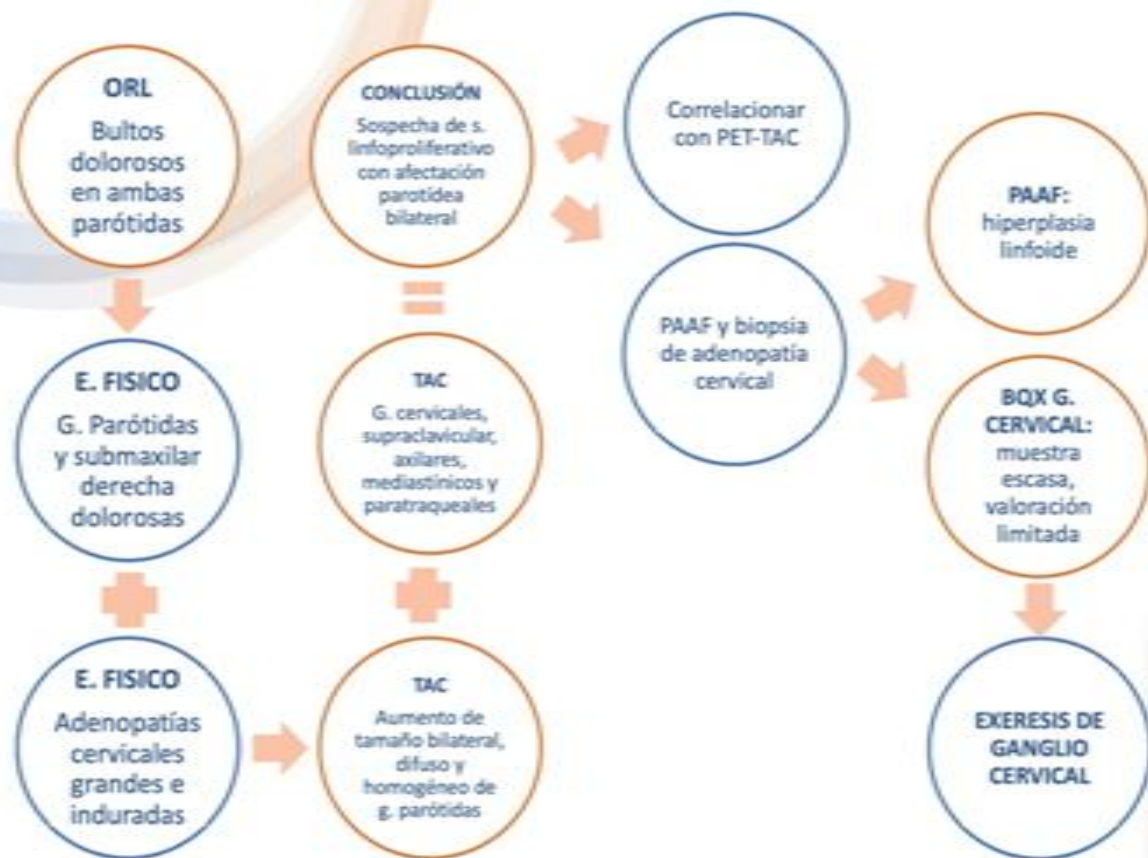 ORL
Bultos
dolorosos
en ambas
parótidas
E. FISICO
G. Parótidas
y submaxilar
derecha
dolorosas
E. FISICO
Adenopatías
cervicales
grandes e
induradas
TAC
Aumento de
tamaño bilateral,
difuso y
homogéneo de
g. parótidas
TAC
G. cervicales,
supraclavicular,
axilares,
mediastínicos y
paratraqueales
CONCLUSIÓN
Sospecha de s.
linfoproliferativo
con afectación
parotídea
bilateral
Correlacionar
con PET-TAC
PAAF y biopsia
de adenopatía
cervical
PAAF:
hiperplasia
linfoide
BQX G.
CERVICAL:
muestra
escasa,
valoración
limitada
EXERESIS DE
GANGLIO
CERVICAL